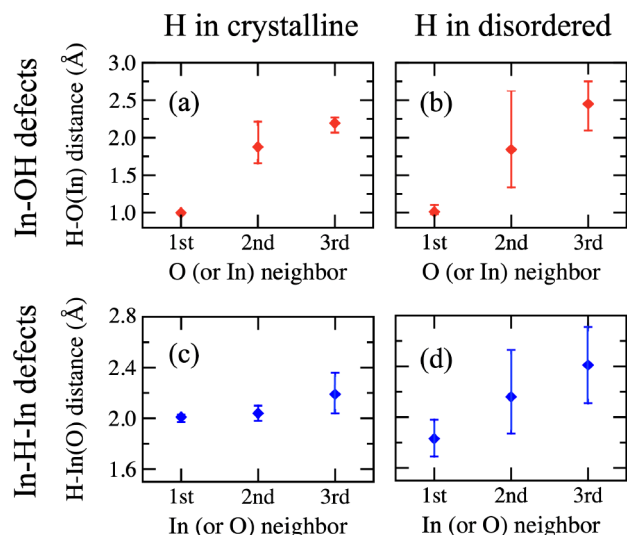 H in crystalline
H in disordered
In-OH defects
H-O(In) distance (Å)
3.0
2.5
2.0
1.5
1.0
(a)
1st 2nd 3rd
O (or In) neighbor
(b)
1st 2nd 3rd
O (or In) neighbor
In-H-In defects
H-In(O) distance (Å)
2.8
2.4
2.0
1.6
(c)
1st 2nd 3rd
In (or O) neighbor
(d)
1st 2nd 3rd
In (or O) neighbor